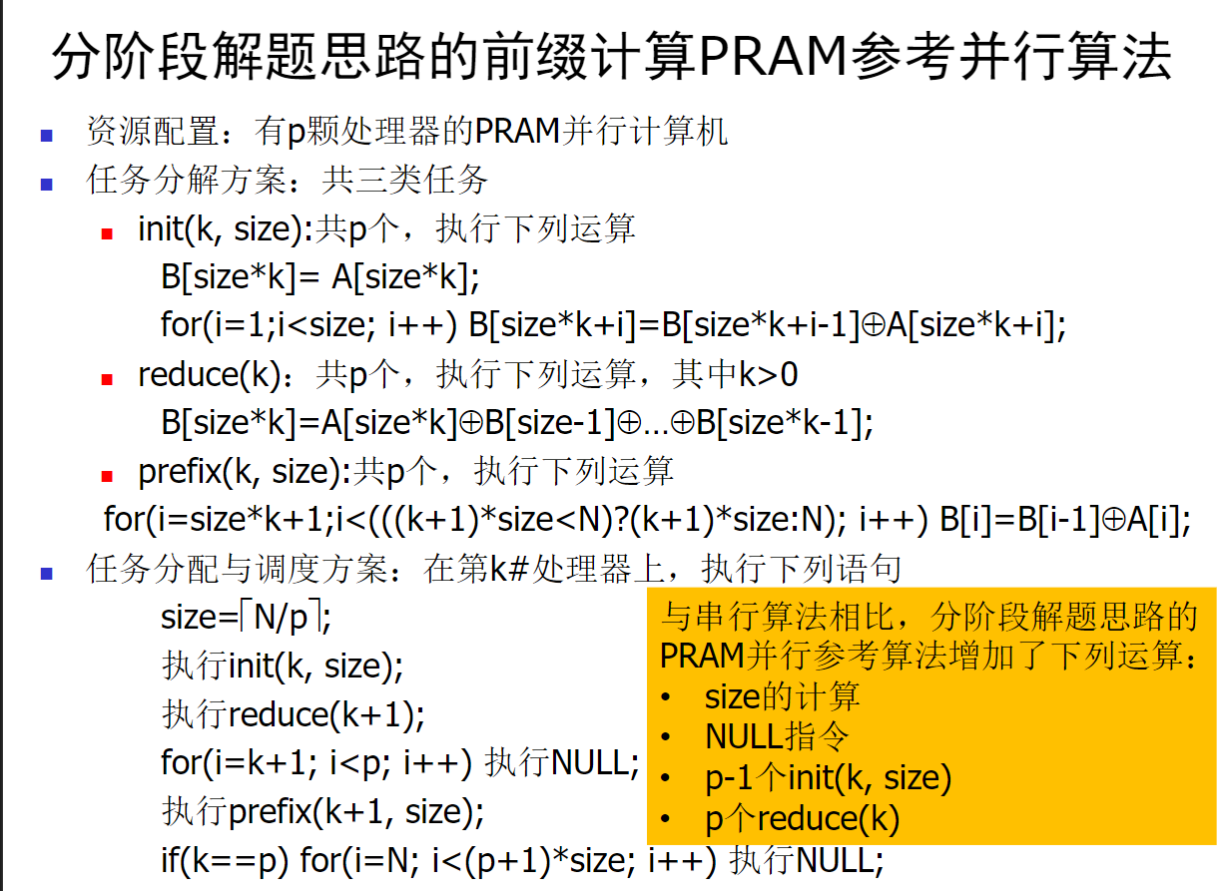 分阶段解题思路的前缀计算PRAM参考并行算法
资源配置：有p颗处理器的PRAM并行计算机
任务分解方案：共三类任务
init(k, size):共p个，执行下列运算
B[size*k]= A[size*k];
for(i=1;i<size; i++) B[size*k+i]=B[size*k+i-1]⊕A[size*k+i];
reduce(k)：共p个，执行下列运算，其中k>0
B[size*k]=A[size*k]⊕B[size-1]⊕…⊕B[size*k-1];
prefix(k, size):共p个，执行下列运算
for(i=size*k+1;i<(((k+1)*size<N)?(k+1)*size:N); i++) B[i]=B[i-1]⊕A[i];
任务分配与调度方案：在第k#处理器上，执行下列语句
size=⌈N/p⌉;
执行init(k, size);
执行reduce(k+1);
for(i=k+1; i<p; i++) 执行NULL;
执行prefix(k+1, size);
if(k==p) for(i=N; i<(p+1)*size; i++) 执行NULL;
与串行算法相比，分阶段解题思路的
PRAM并行参考算法增加了下列运算：
• size的计算
• NULL指令
• p-1个init(k, size)
• p个reduce(k)